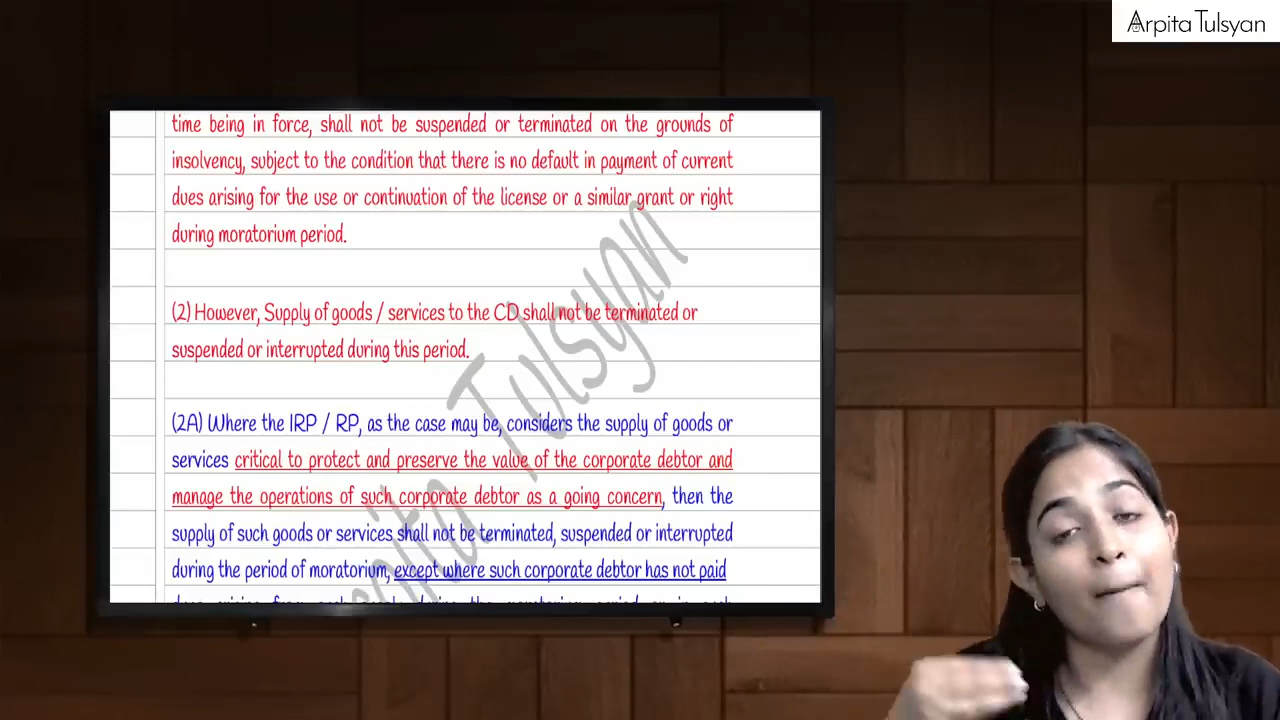 Arpita Tulsyan
time being in force, shall not be suspended or terminated on the grounds of
insolvency, subject to the condition that there is no default in payment of current
dues arising for the use or continuation of the license or a similar grant or right
during moratorium period.
(2) However, Supply of goods / services to the CD shall not be terminated or
suspended or interrupted during this period.
(2A) Where the IRP / RP, as the case may be, considers the supply of goods or
services critical to protect and preserve the value of the corporate debtor and
manage the operations of such corporate debtor as a going concern, then the
supply of such goods or services shall not be terminated, suspended or interrupted
during the period of moratorium, except where such corporate debtor has not paid